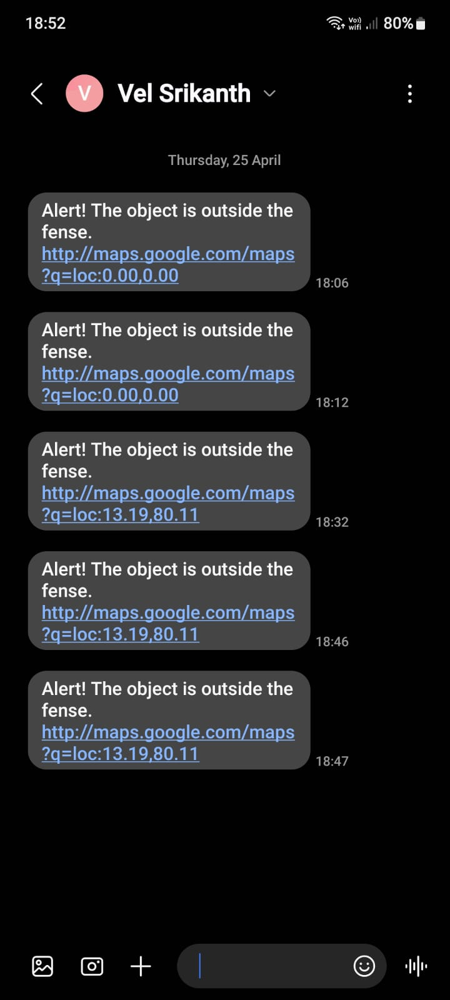 18:52
Vo)) wifi
80%
V
Vel Srikanth
Thursday, 25 April
Alert! The object is outside the
fense.
http://maps.google.com/maps
?q=loc:0.00,0.00
18:06
Alert! The object is outside the
fense.
http://maps.google.com/maps
?q=loc:0.00,0.00
18:12
Alert! The object is outside the
fense.
http://maps.google.com/maps
?q=loc:13.19,80.11
18:32
Alert! The object is outside the
fense.
http://maps.google.com/maps
?q=loc:13.19,80.11
18:46
Alert! The object is outside the
fense.
http://maps.google.com/maps
?q=loc:13.19,80.11
18:47